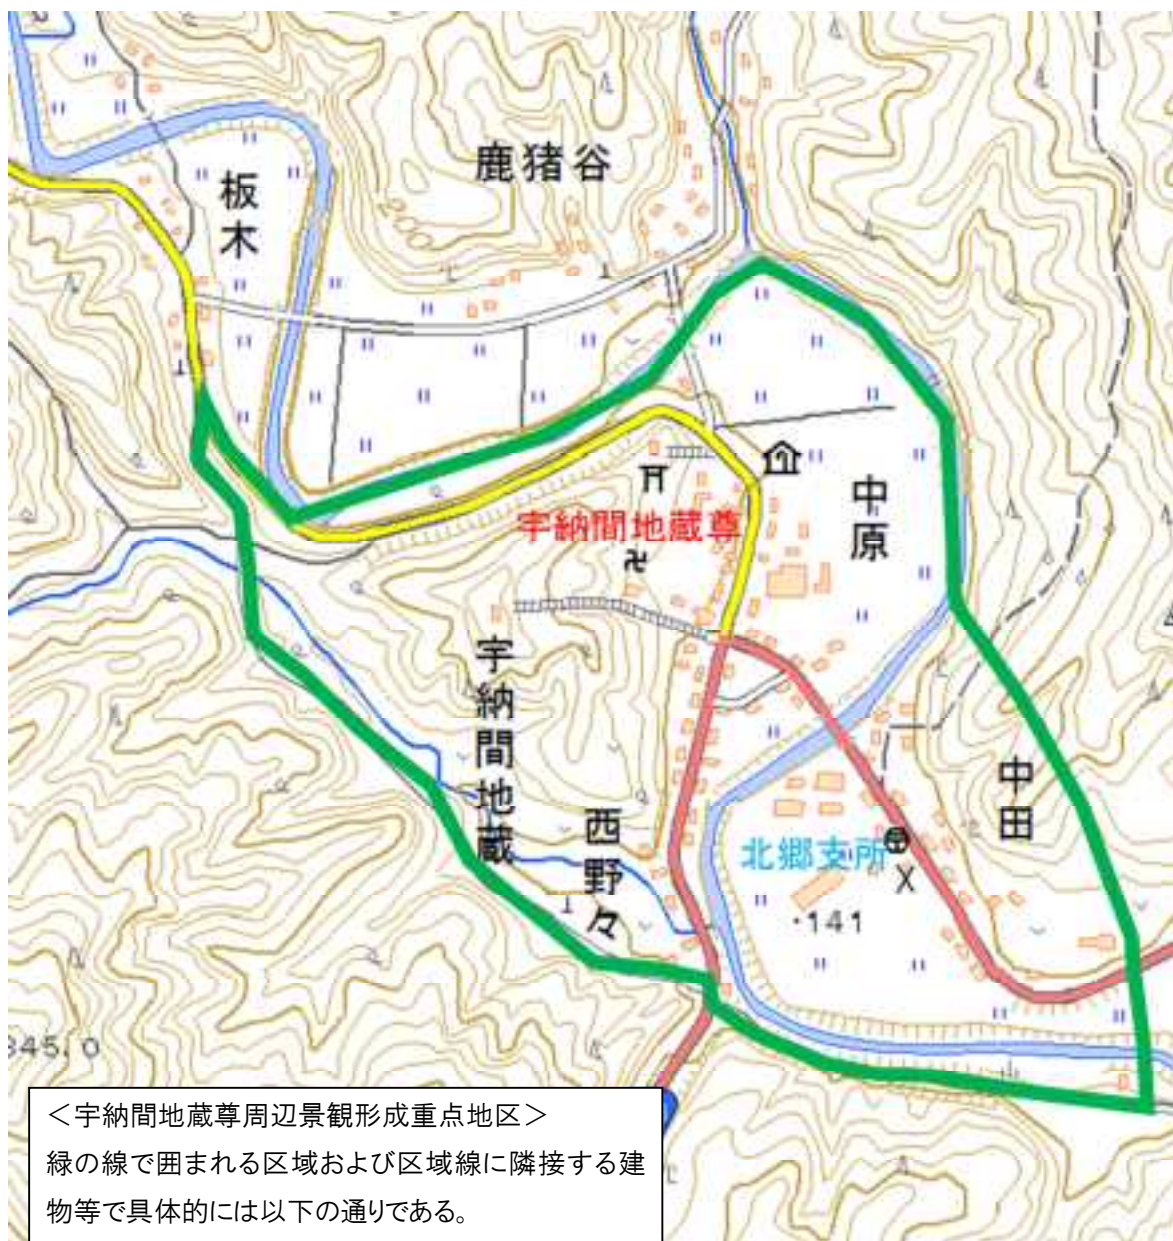 鹿猪谷
板木
200
中原
宇納間地蔵尊
宇納間地蔵
西野々
中田
北郷支所
・141
345.0
＜宇納間地蔵尊周辺景観形成重点地区＞
緑の線で囲まれる区域および区域線に隣接する建
物等で具体的には以下の通りである。